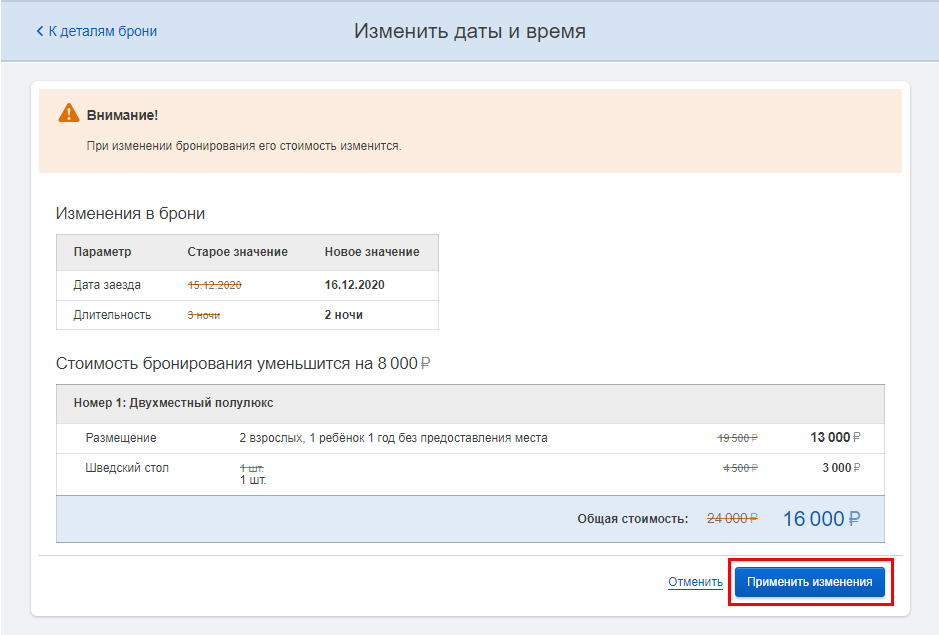 К деталям брони
Изменить даты и время
Внимание!
При изменении бронирования его стоимость изменится.
Изменения в брони
Параметр Старое значение Новое значение
Дата заезда 15.12.2020 16.12.2020
Длительность 3 ночи 2 ночи
Стоимость бронирования уменьшится на 8 000 ₽
Номер 1: Двухместный полулюкс
Размещение 2 взрослых, 1 ребёнок 1 год без предоставления места 19 500 ₽ 13 000 ₽
Шведский стол 1 шт. 4 500 ₽ 3 000 ₽
1 шт.
Общая стоимость: 24 000 ₽ 16 000 ₽
Отменить Применить изменения